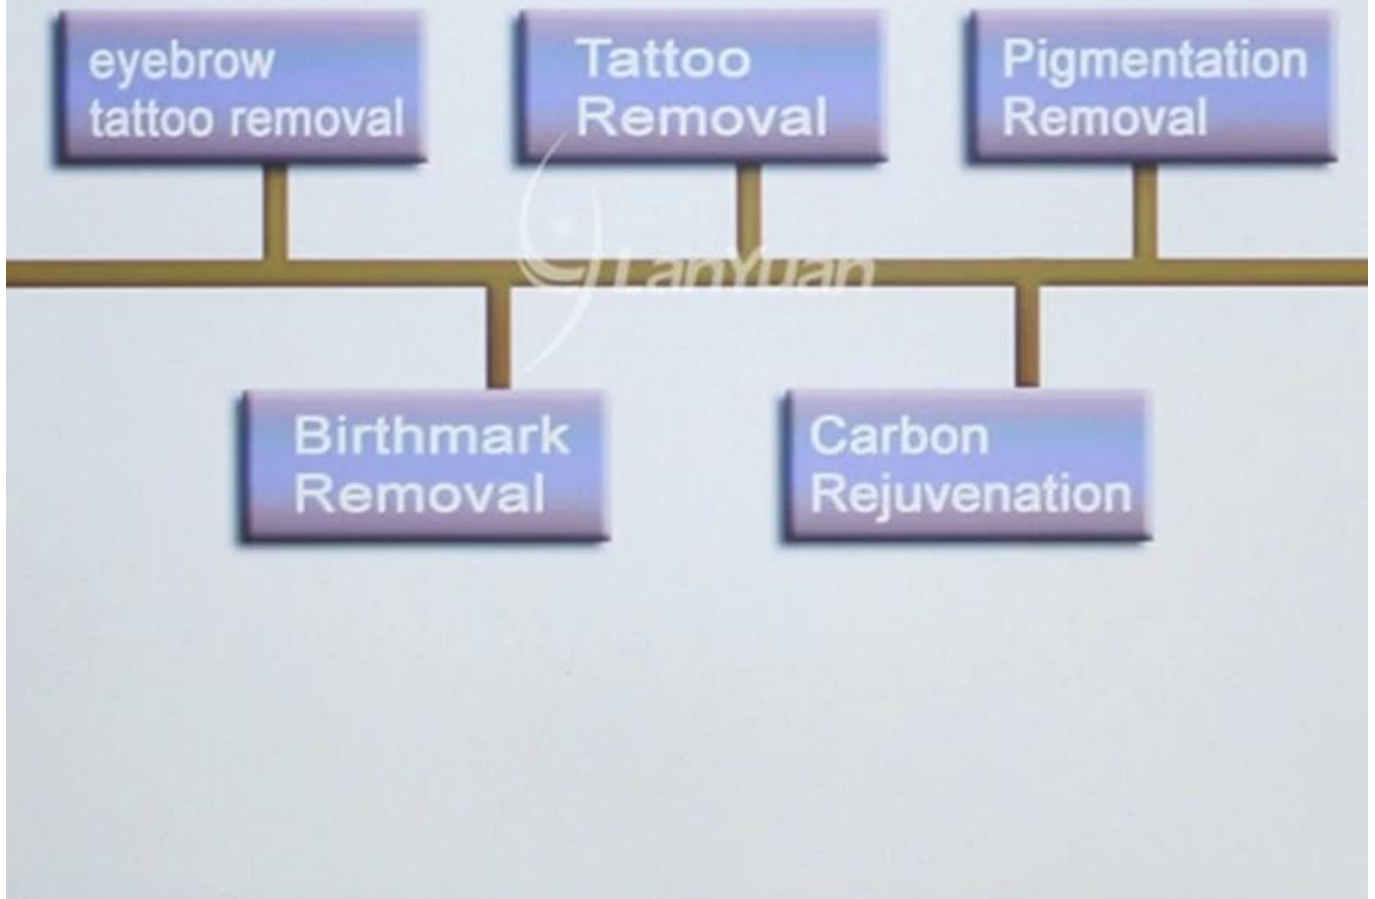 eyebrow
tattoo removal
Tattoo
Removal
Pigmentation
Removal
LanYuan
Birthmark
Removal
Carbon
Rejuvenation